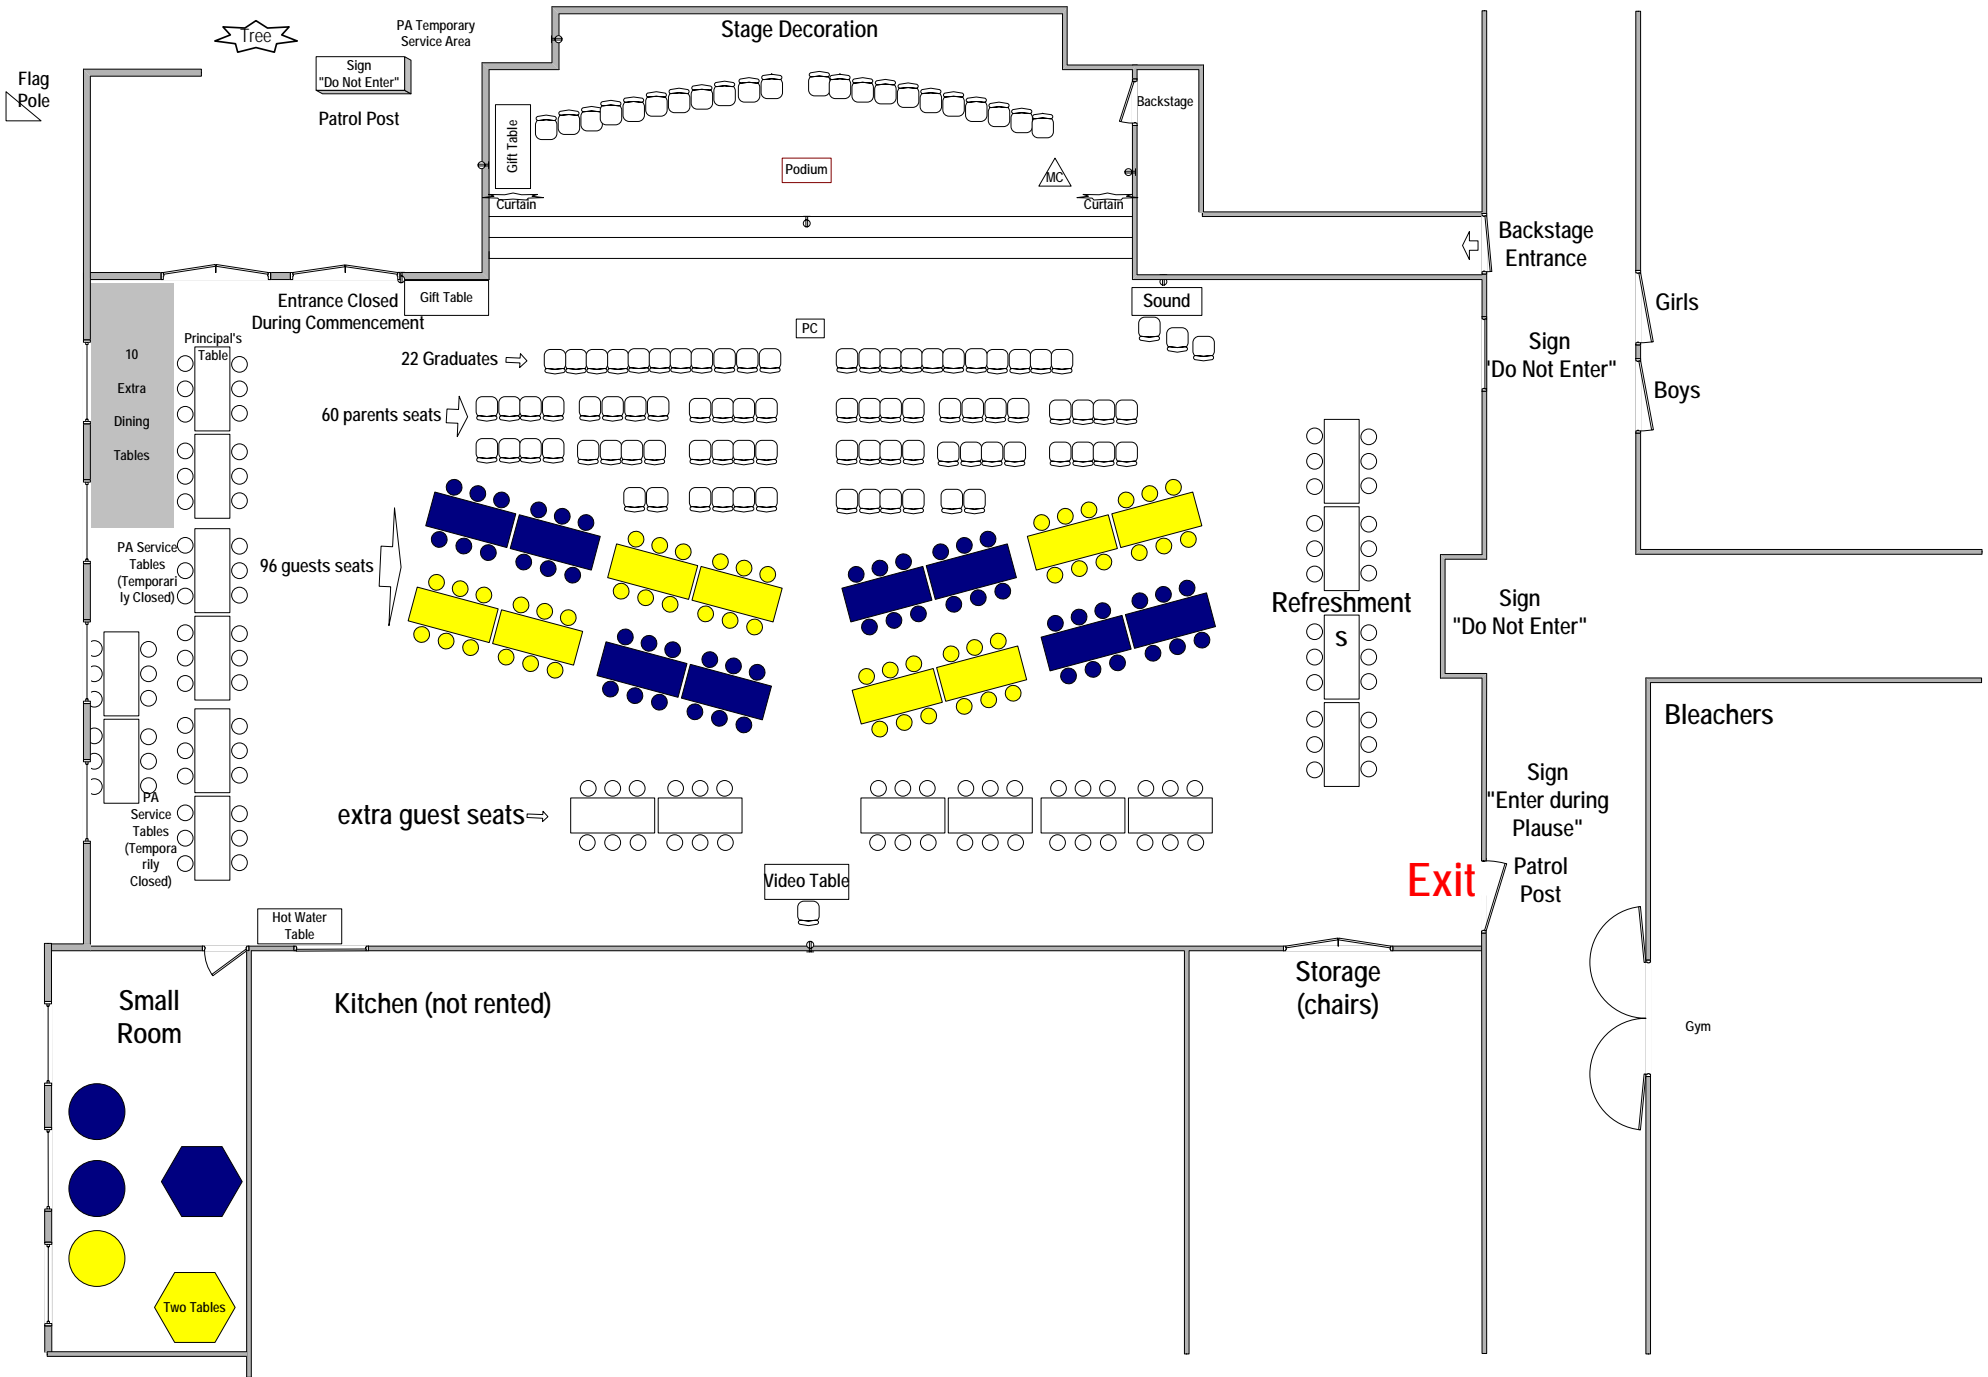 Tree
PA Temporary
Service Area
Stage Decoration
Flag
Pole
Sign
"Do Not Enter"
Patrol Post
Gift Table
Backstage
Podium
MC
Curtain
Curtain
Backstage
Entrance
Entrance Closed
During Commencement
Gift Table
Sound
Girls
PC
Sign
"Do Not Enter"
Boys
10
Extra
Dining
Tables
Principal's
Table
22 Graduates
60 parents seats
96 guests seats
PA Service
Tables
(Temporari
ly Closed)
Refreshment
s
Sign
"Do Not Enter"
Bleachers
PA
Service
Tables
(Tempora
rily
Closed)
extra guest seats
Sign
"Enter during
Plause"
Video Table
Exit
Patrol
Post
Hot Water
Table
Small
Room
Kitchen (not rented)
Storage
(chairs)
Gym
Two Tables